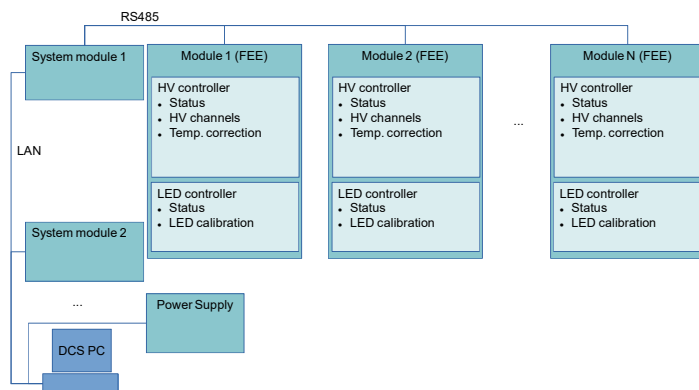 RS485
System module 1
LAN
System module 2
...
Module 1 (FEE)
HV controller
• Status
• HV channels
• Temp. correction
LED controller
• Status
• LED calibration
Module 2 (FEE)
HV controller
• Status
• HV channels
• Temp. correction
LED controller
• Status
• LED calibration
...
Module N (FEE)
HV controller
• Status
• HV channels
• Temp. correction
LED controller
• Status
• LED calibration
Power Supply
DCS PC